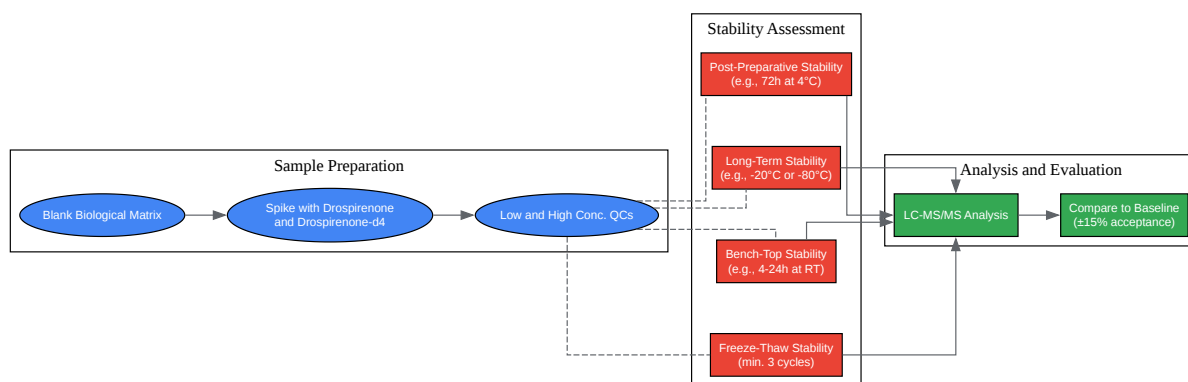 Stability Assessment
Post-Preparative Stability
(e.g., 72h at 4°C)
Sample Preparation
Long-Term Stability
(e.g., -20°C or -80°C)
Analysis and Evaluation
Blank Biological Matrix
Spike with Drospirenone
and Drospirenone-d4
Low and High Conc. QCs
LC-MS/MS Analysis
Compare to Baseline
(±15% acceptance)
Bench-Top Stability
(e.g., 4-24h at RT)
Freeze-Thaw Stability
(min. 3 cycles)